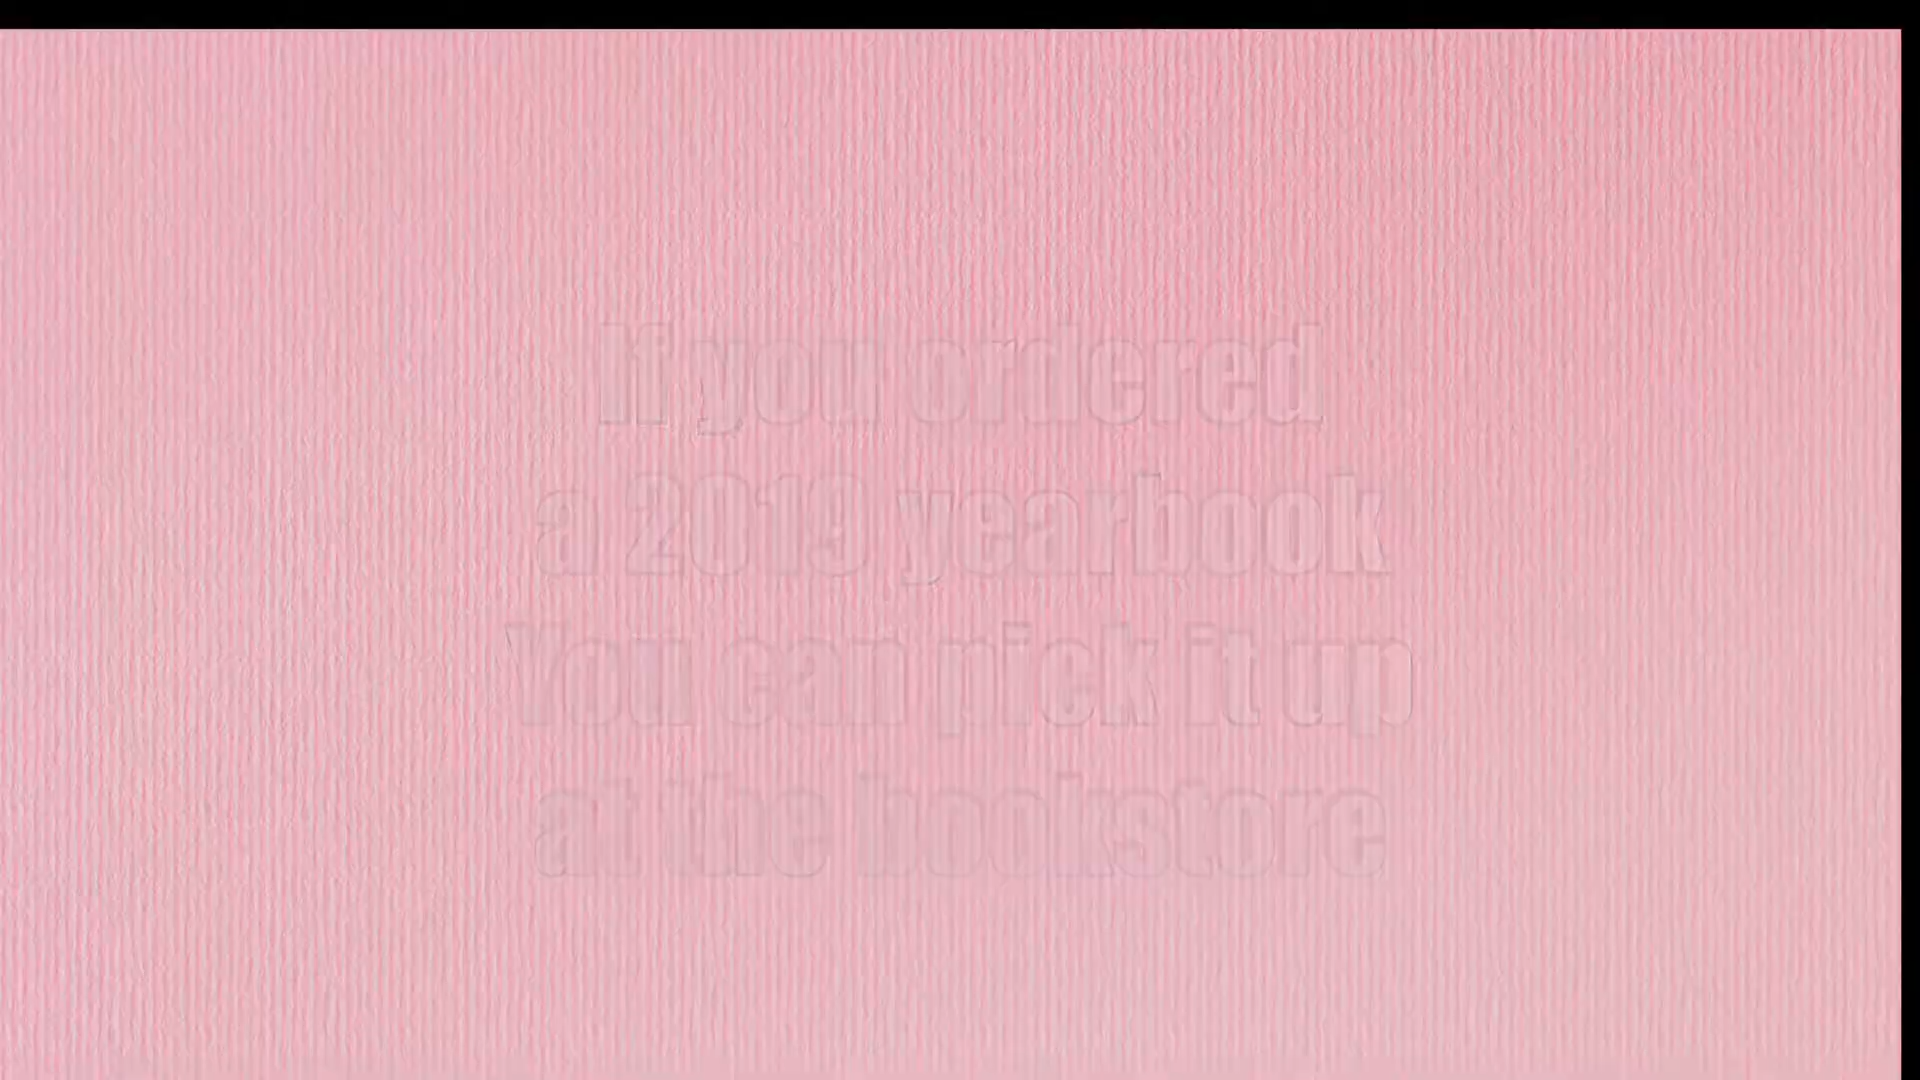 If you ordered
a 2019 yearbook
You can pick it up
at the bookstore